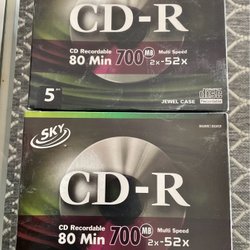 CD-R
CD Recordable
80 Min 700 MB Multi Speed 2x-52x
5
JEWEL CASE
Recordable
SKY
CD-R
CD Recordable
80 Min 700 MB Multi Speed 2x-52x